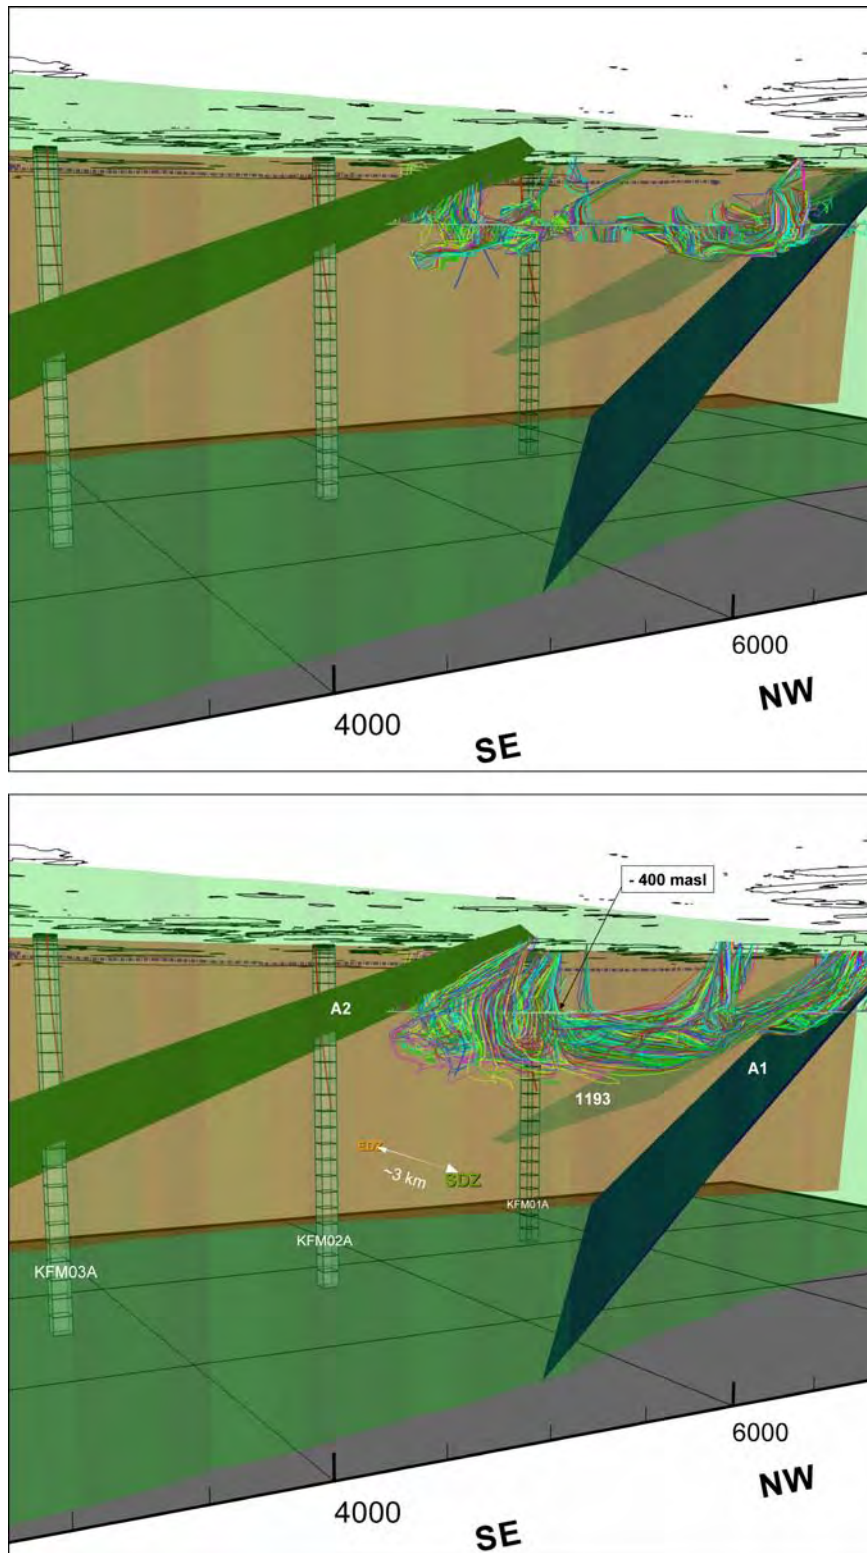 6000
NW
4000
SE
- 400 masl
A2
A1
1193
EDZ
~3 km
SDZ
KFM01A
KFM02A
KFM03A
6000
NW
4000
SE